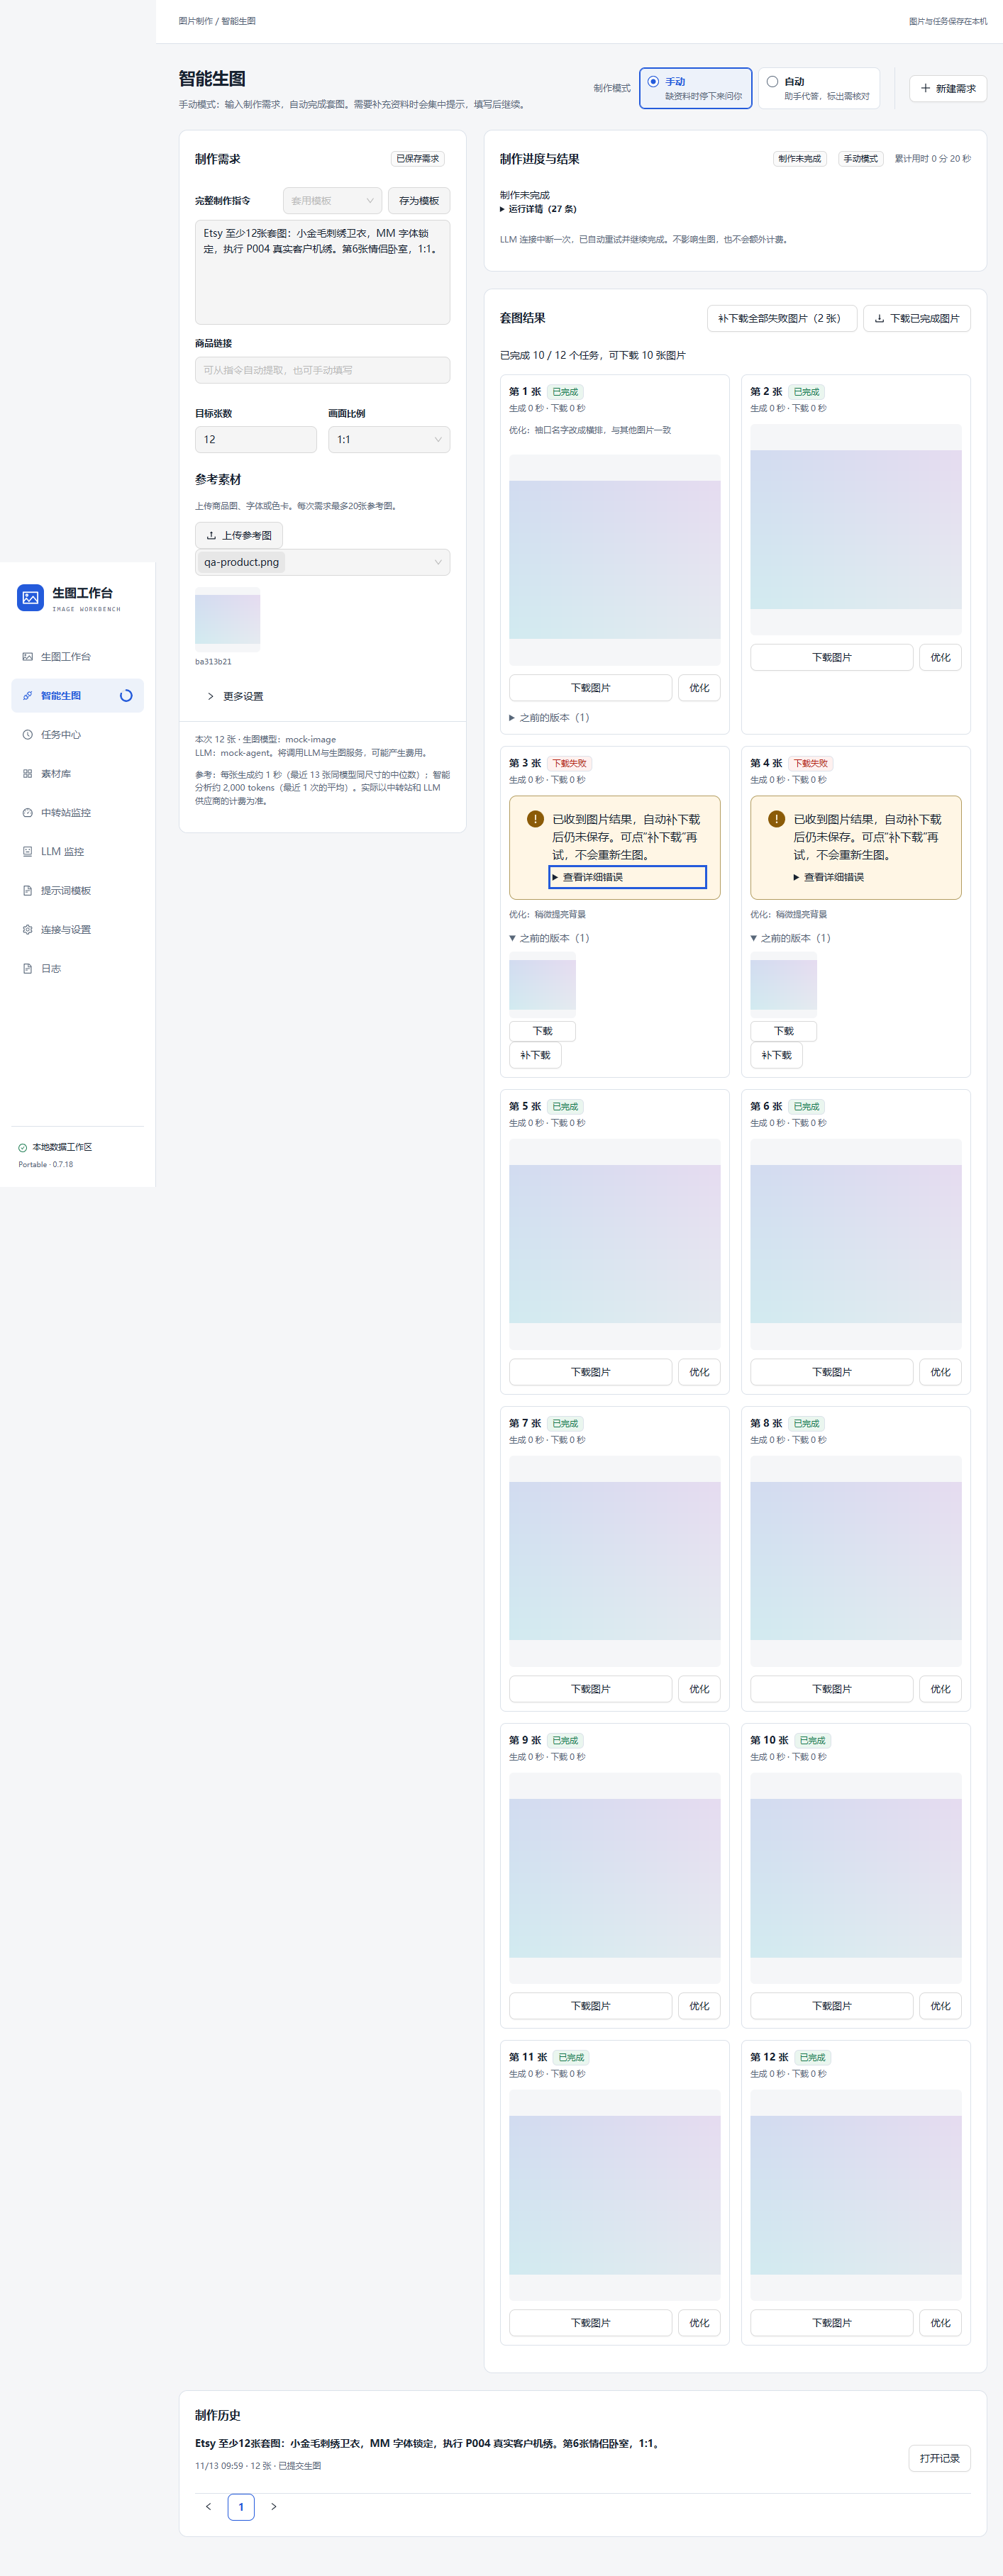 图片制作 / 智能生图
图片与任务保存在本机
智能生图
手动模式：输入制作需求，自动完成套图。需要补充资料时会集中提示，填写后继续。
制作模式
手动
缺资料时停下来问你
自动
助手代答，标出需核对
新建需求
制作需求
已保存需求
完整制作指令
套用模板
存为模板
Etsy 至少12张套图：小金毛刺绣卫衣，MM 字体锁
定，执行 P004 真实客户机绣。第6张情侣卧室，1:1。
商品链接
可从指令自动提取，也可手动填写
目标张数
画面比例
12
1:1
参考素材
上传商品图、字体或色卡。每次需求最多20张参考图。
上传参考图
qa-product.png
ba313b21
更多设置
本次 12 张 · 生图模型：mock-image
LLM：mock-agent。将调用LLM与生图服务，可能产生费用。
参考：每张生成约 1 秒（最近 13 张同模型同尺寸的中位数）；智能
分析约 2,000 tokens（最近 1 次的平均）。实际以中转站和 LLM
供应商的计费为准。
生图工作台
IMAGE WORKBENCH
生图工作台
智能生图
任务中心
素材库
中转站监控
LLM 监控
提示词模板
连接与设置
日志
本地数据工作区
Portable · 0.7.18
制作进度与结果
制作未完成
手动模式
累计用时 0 分 20 秒
制作未完成
运行详情（27 条）
LLM 连接中断一次，已自动重试并继续完成。不影响生图，也不会额外计费。
套图结果
补下载全部失败图片（2 张）
下载已完成图片
已完成 10 / 12 个任务，可下载 10 张图片
第 1 张
已完成
生成 0 秒 · 下载 0 秒
优化：袖口名字改成横排，与其他图片一致
下载图片
优化
之前的版本（1）
第 2 张
已完成
生成 0 秒 · 下载 0 秒
下载图片
优化
第 3 张
下载失败
生成 0 秒 · 下载 0 秒
已收到图片结果，自动补下载
后仍未保存。可点“补下载”再
试，不会重新生图。
查看详细错误
优化：稍微提亮背景
之前的版本（1）
下载
补下载
第 4 张
下载失败
生成 0 秒 · 下载 0 秒
已收到图片结果，自动补下载
后仍未保存。可点“补下载”再
试，不会重新生图。
查看详细错误
优化：稍微提亮背景
之前的版本（1）
下载
补下载
第 5 张
已完成
生成 0 秒 · 下载 0 秒
下载图片
优化
第 6 张
已完成
生成 0 秒 · 下载 0 秒
下载图片
优化
第 7 张
已完成
生成 0 秒 · 下载 0 秒
下载图片
优化
第 8 张
已完成
生成 0 秒 · 下载 0 秒
下载图片
优化
第 9 张
已完成
生成 0 秒 · 下载 0 秒
下载图片
优化
第 10 张
已完成
生成 0 秒 · 下载 0 秒
下载图片
优化
第 11 张
已完成
生成 0 秒 · 下载 0 秒
下载图片
优化
第 12 张
已完成
生成 0 秒 · 下载 0 秒
下载图片
优化
制作历史
Etsy 至少12张套图：小金毛刺绣卫衣，MM 字体锁定，执行 P004 真实客户机绣。第6张情侣卧室，1:1。
11/13 09:59 · 12 张 · 已提交生图
打开记录
1